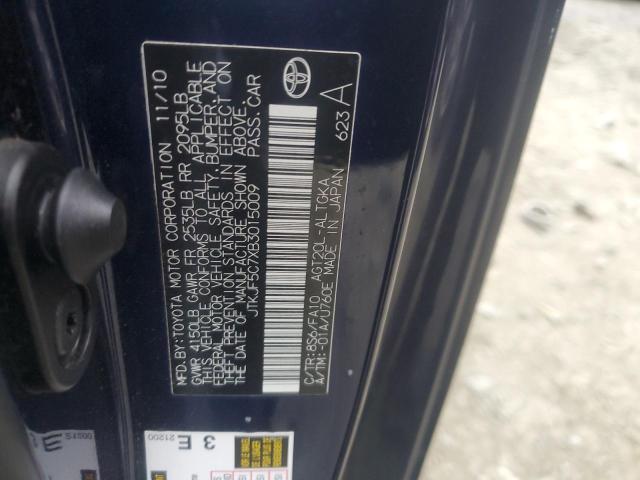 MFD.BY:TOYOTA MOTOR CORPORATION 11/10
GVWR 4150LB GAWR FR 2535LB RR 2095LB
THIS VEHICLE CONFORMS TO ALL APPLICABLE
FEDERAL MOTOR VEHICLE SAFETY,BUMPER,AND
THEFT PREVENTION STANDARDS IN EFFECT ON
THE DATE OF MANUFACTURE SHOWN ABOVE.
JTKJF5C7XB3015009 PASS.CAR
623 A
C/TR:8S6/FA10 AGT20L-ALTGKA
A/TM:-01A/U760E MADE IN JAPAN
3 E
21200